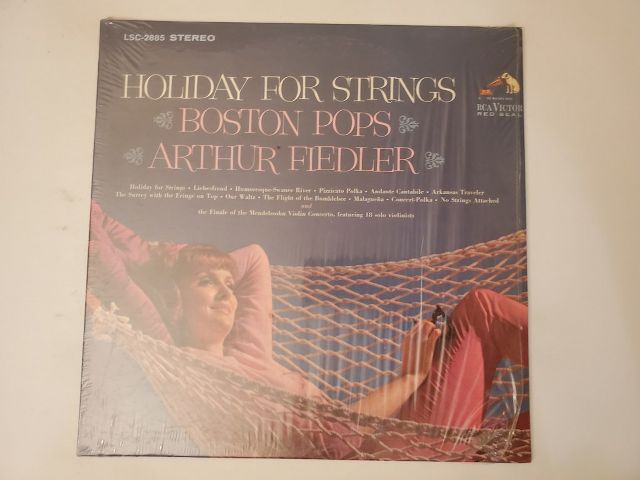 LSC-2885 STEREO
HOLIDAY FOR STRINGS
BOSTON POPS
ARTHUR FIEDLER
RCA VICTOR
RED SEAL
Holiday for Strings • Liebesfreud • Humoresque-Swanee River • Pizzicato Polka • Andante Cantabile • Arkansas Traveler
The Surrey with the Fringe on Top • Our Waltz • The Flight of the Bumblebee • Malagueña • Concert-Polka • No Strings Attached
and
the Finale of the Mendelssohn Violin Concerto, featuring 18 solo violinists